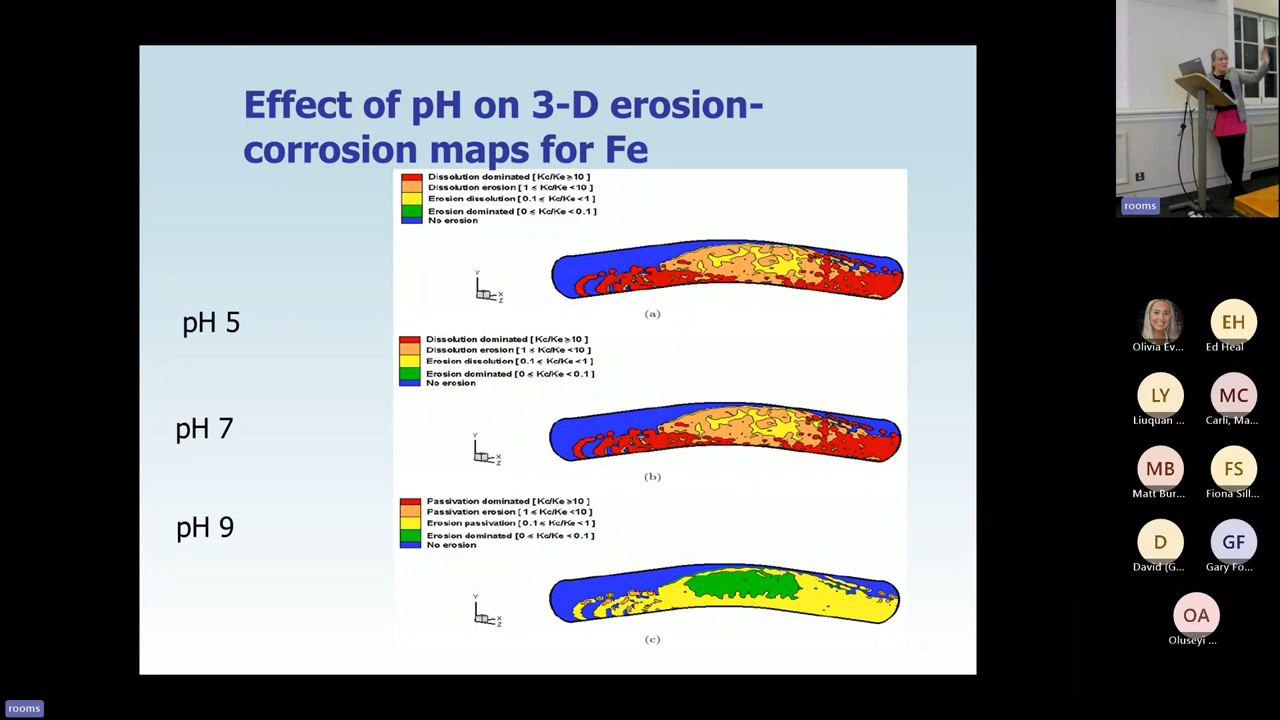 Effect of pH on 3-D erosion-
corrosion maps for Fe
Dissolution dominated [ Kc/Ke ≥10 ]
Dissolution erosion [ 1 ≤ Kc/Ke <10 ]
Erosion dissolution [ 0.1 ≤ Kc/Ke < 1 ]
Erosion dominated [ 0 ≤ Kc/Ke < 0.1 ]
No erosion
Y
X
Z
(a)
pH 5
Dissolution dominated [ Kc/Ke ≥10 ]
Dissolution erosion [ 1 ≤ Kc/Ke <10 ]
Erosion dissolution [ 0.1 ≤ Kc/Ke < 1 ]
Erosion dominated [ 0 ≤ Kc/Ke < 0.1 ]
No erosion
pH 7
Y
X
Z
(b)
Passivation dominated [ Kc/Ke ≥10 ]
Passivation erosion [ 1 ≤ Kc/Ke <10 ]
Erosion passivation [ 0.1 ≤ Kc/Ke < 1 ]
Erosion dominated [ 0 ≤ Kc/Ke < 0.1 ]
No erosion
pH 9
Y
X
Z
(c)
rooms
EH
Olivia Ev...
Ed Heal
LY
MC
Liuquan ...
Carli, Ma...
MB
FS
Matt Bur...
Fiona Sill...
D
GF
David (G...
Gary Fo...
OA
Oluseyi ...
rooms